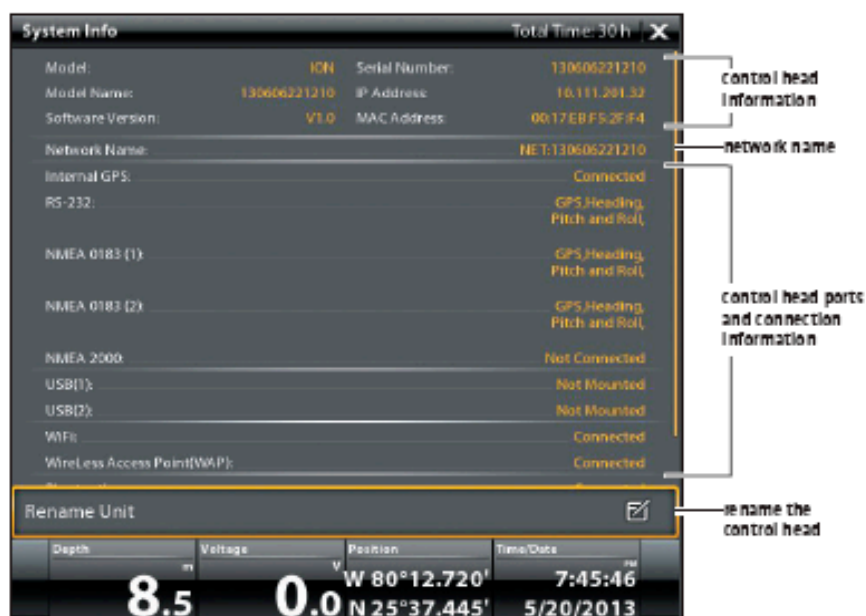 System Info Total Time: 30 h X
Model: ION Serial Number: 130606221210
Model Name: 130606221210 IP Address: 10.111.201.32
Software Version: V1.0 MAC Address: 00:17:EB:F5:2F:F4
control head
information
Network Name: NET:130606221210
network name
Internal GPS: Connected
RS-232: GPS,Heading,
Pitch and Roll,
NMEA 0183 (1): GPS,Heading,
Pitch and Roll,
NMEA 0183 (2): GPS,Heading,
Pitch and Roll,
control head ports
and connection
information
NMEA 2000: Not Connected
USB(1): Not Mounted
USB(2): Not Mounted
WiFi: Connected
WireLess Access Point(WAP): Connected
Rename Unit
rename the
control head
Depth Voltage Position Time/Date
m V W 80°12.720' 7:45:46 PM
8.5 0.0 N 25°37.445' 5/20/2013